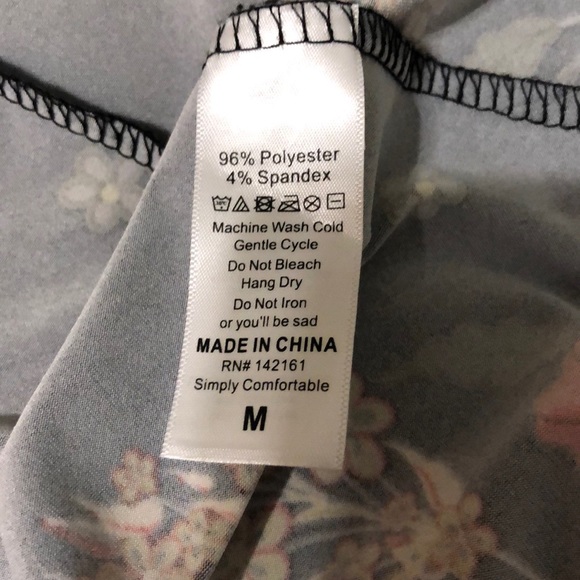 96% Polyester
4% Spandex
Machine Wash Cold
Gentle Cycle
Do Not Bleach
Hang Dry
Do Not Iron
or you'll be sad
MADE IN CHINA
RN# 142161
Simply Comfortable
M